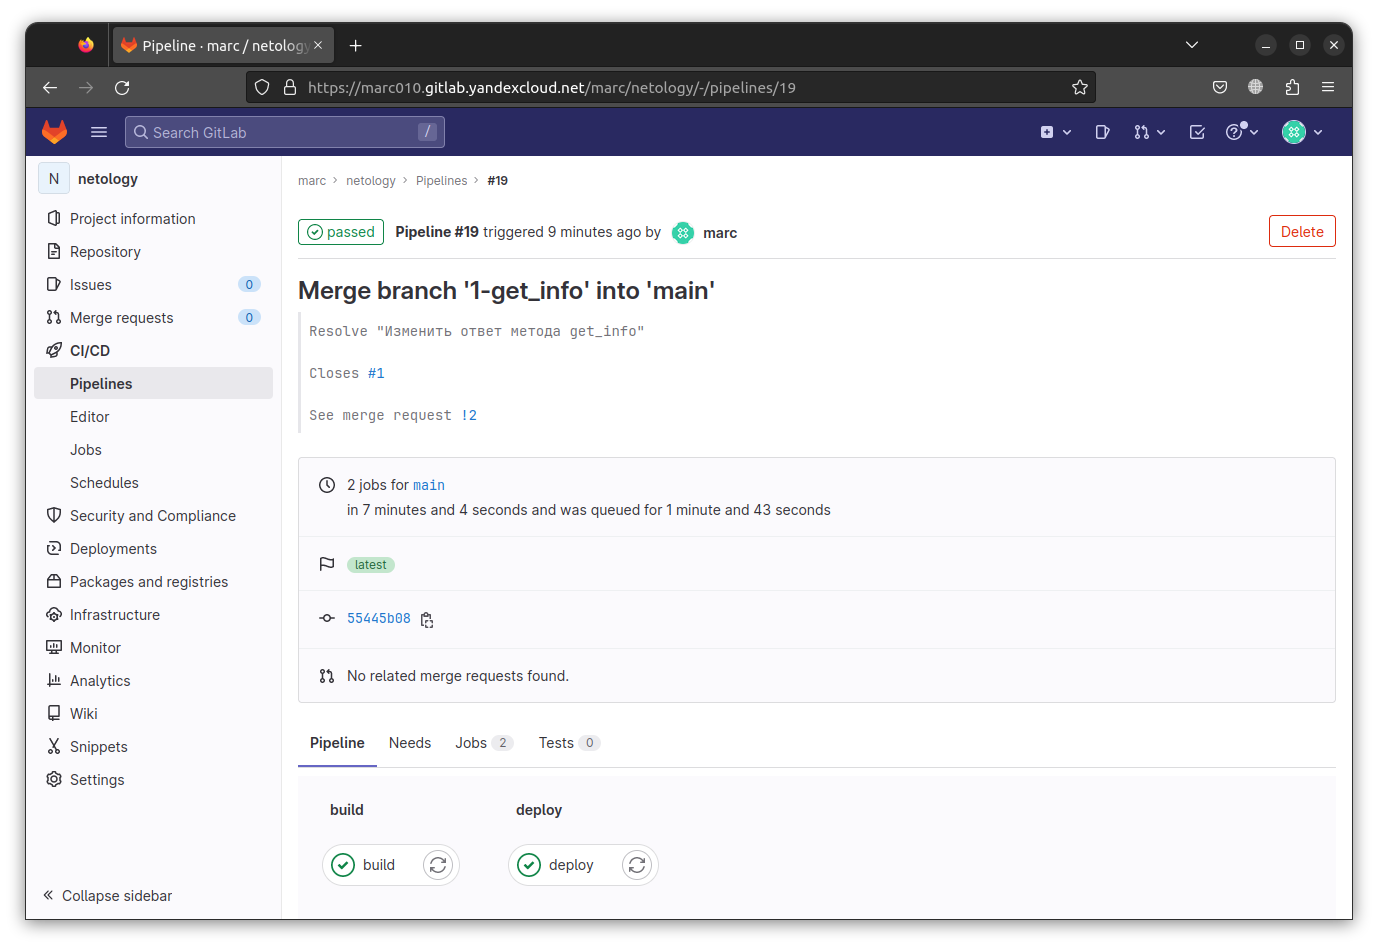 Pipeline · marc / netology
https://marc010.gitlab.yandexcloud.net/marc/netology/-/pipelines/19
Search GitLab /
N netology
Project information
Repository
Issues 0
Merge requests 0
CI/CD
Pipelines
Editor
Jobs
Schedules
Security and Compliance
Deployments
Packages and registries
Infrastructure
Monitor
Analytics
Wiki
Snippets
Settings
Collapse sidebar
marc > netology > Pipelines > #19
passed Pipeline #19 triggered 9 minutes ago by marc
Delete
Merge branch '1-get_info' into 'main'
Resolve "Изменить ответ метода get_info"
Closes #1
See merge request !2
2 jobs for main
in 7 minutes and 4 seconds and was queued for 1 minute and 43 seconds
latest
55445b08
No related merge requests found.
Pipeline Needs Jobs 2 Tests 0
build deploy
build deploy